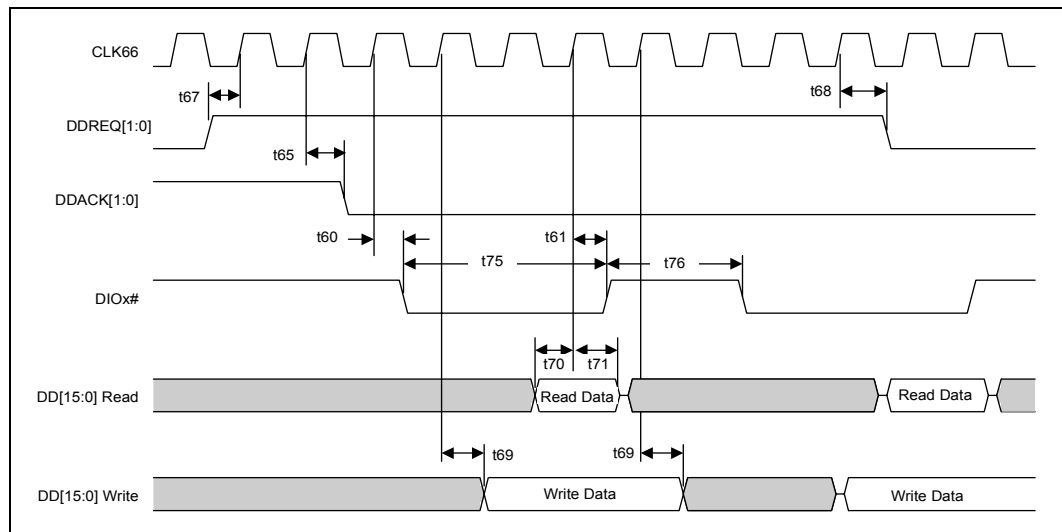 CLK66
t67
t68
DDREQ[1:0]
t65
DDACK[1:0]
t60
t61
t75
t76
DIOx#
t70
t71
DD[15:0] Read
Read Data
Read Data
t69
t69
DD[15:0] Write
Write Data
Write Data